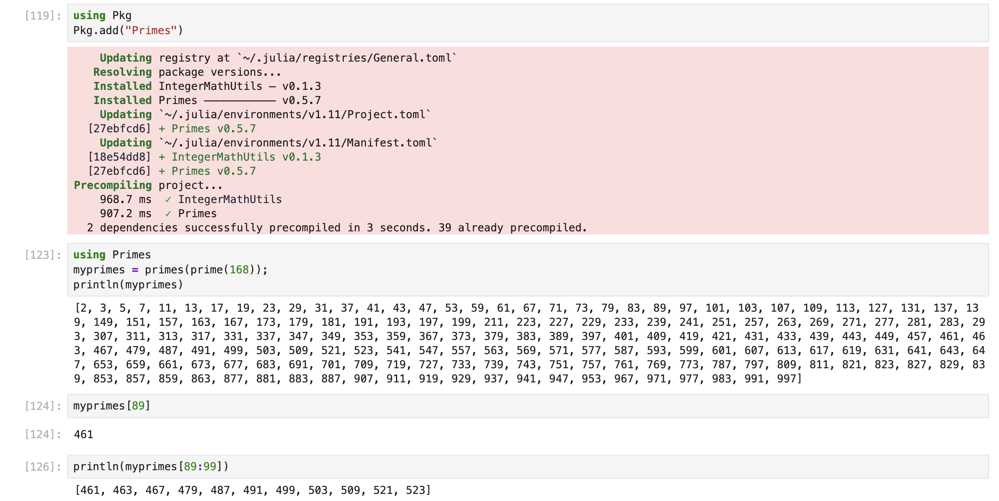 [119]: using Pkg
Pkg.add("Primes")
Updating registry at `~/.julia/registries/General.toml`
Resolving package versions...
Installed IntegerMathUtils ─ v0.1.3
Installed Primes ─────────── v0.5.7
Updating `~/.julia/environments/v1.11/Project.toml`
[27ebfcd6] + Primes v0.5.7
Updating `~/.julia/environments/v1.11/Manifest.toml`
[18e54dd8] + IntegerMathUtils v0.1.3
[27ebfcd6] + Primes v0.5.7
Precompiling project...
968.7 ms ✓ IntegerMathUtils
907.2 ms ✓ Primes
2 dependencies successfully precompiled in 3 seconds. 39 already precompiled.
[123]: using Primes
myprimes = primes(prime(168));
println(myprimes)
[2, 3, 5, 7, 11, 13, 17, 19, 23, 29, 31, 37, 41, 43, 47, 53, 59, 61, 67, 71, 73, 79, 83, 89, 97, 101, 103, 107, 109, 113, 127, 131, 137, 13
9, 149, 151, 157, 163, 167, 173, 179, 181, 191, 193, 197, 199, 211, 223, 227, 229, 233, 239, 241, 251, 257, 263, 269, 271, 277, 281, 283, 29
3, 307, 311, 313, 317, 331, 337, 347, 349, 353, 359, 367, 373, 379, 383, 389, 397, 401, 409, 419, 421, 431, 433, 439, 443, 449, 457, 461, 46
3, 467, 479, 487, 491, 499, 503, 509, 521, 523, 541, 547, 557, 563, 569, 571, 577, 587, 593, 599, 601, 607, 613, 617, 619, 631, 641, 643, 64
7, 653, 659, 661, 673, 677, 683, 691, 701, 709, 719, 727, 733, 739, 743, 751, 757, 761, 769, 773, 787, 797, 809, 811, 821, 823, 827, 829, 83
9, 853, 857, 859, 863, 877, 881, 883, 887, 907, 911, 919, 929, 937, 941, 947, 953, 967, 971, 977, 983, 991, 997]
[124]: myprimes[89]
[124]: 461
[126]: println(myprimes[89:99])
[461, 463, 467, 479, 487, 491, 499, 503, 509, 521, 523]